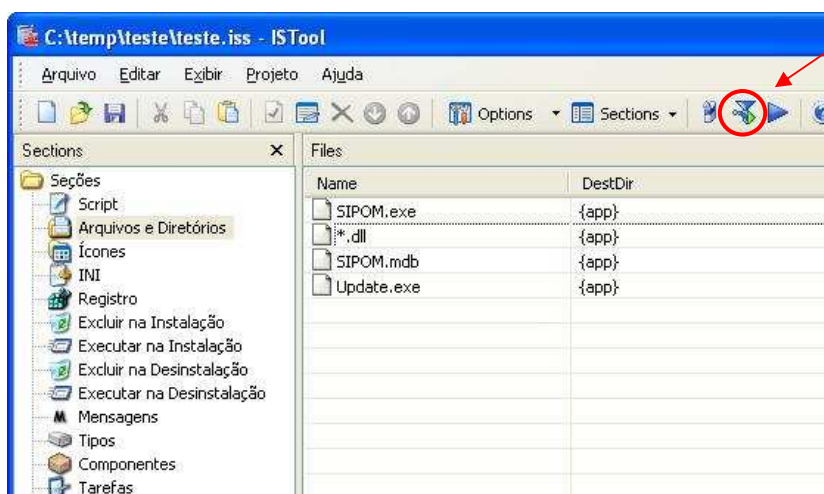 C:\temp\teste\teste.iss - ISTool
Arquivo Editar Exibir Projeto Ajuda
Options Sections
Sections Files
Seções Name DestDir
Script SIPOM.exe {app}
Arquivos e Diretórios *.dll {app}
Ícones SIPOM.mdb {app}
INI Update.exe {app}
Registro
Excluir na Instalação
Executar na Instalação
Excluir na Desinstalação
Executar na Desinstalação
Mensagens
Tipos
Componentes
Tarefas